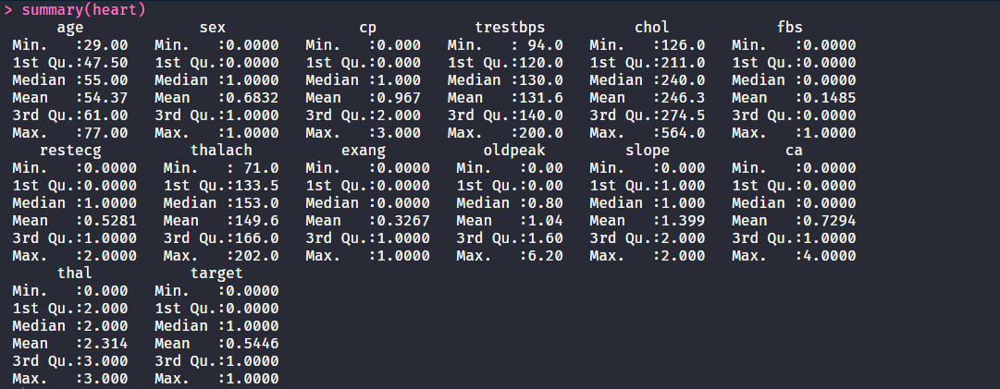 > summary(heart)
      age             sex               cp           trestbps          chol            fbs
 Min.   :29.00   Min.   :0.0000   Min.   :0.000   Min.   : 94.0   Min.   :126.0   Min.   :0.0000
 1st Qu.:47.50   1st Qu.:0.0000   1st Qu.:0.000   1st Qu.:120.0   1st Qu.:211.0   1st Qu.:0.0000
 Median :55.00   Median :1.0000   Median :1.000   Median :130.0   Median :240.0   Median :0.0000
 Mean   :54.37   Mean   :0.6832   Mean   :0.967   Mean   :131.6   Mean   :246.3   Mean   :0.1485
 3rd Qu.:61.00   3rd Qu.:1.0000   3rd Qu.:2.000   3rd Qu.:140.0   3rd Qu.:274.5   3rd Qu.:0.0000
 Max.   :77.00   Max.   :1.0000   Max.   :3.000   Max.   :200.0   Max.   :564.0   Max.   :1.0000
    restecg          thalach          exang           oldpeak         slope             ca
 Min.   :0.0000   Min.   : 71.0   Min.   :0.0000   Min.   :0.00   Min.   :0.000   Min.   :0.0000
 1st Qu.:0.0000   1st Qu.:133.5   1st Qu.:0.0000   1st Qu.:0.00   1st Qu.:1.000   1st Qu.:0.0000
 Median :1.0000   Median :153.0   Median :0.0000   Median :0.80   Median :1.000   Median :0.0000
 Mean   :0.5281   Mean   :149.6   Mean   :0.3267   Mean   :1.04   Mean   :1.399   Mean   :0.7294
 3rd Qu.:1.0000   3rd Qu.:166.0   3rd Qu.:1.0000   3rd Qu.:1.60   3rd Qu.:2.000   3rd Qu.:1.0000
 Max.   :2.0000   Max.   :202.0   Max.   :1.0000   Max.   :6.20   Max.   :2.000   Max.   :4.0000
      thal           target
 Min.   :0.000   Min.   :0.0000
 1st Qu.:2.000   1st Qu.:0.0000
 Median :2.000   Median :1.0000
 Mean   :2.314   Mean   :0.5446
 3rd Qu.:3.000   3rd Qu.:1.0000
 Max.   :3.000   Max.   :1.0000